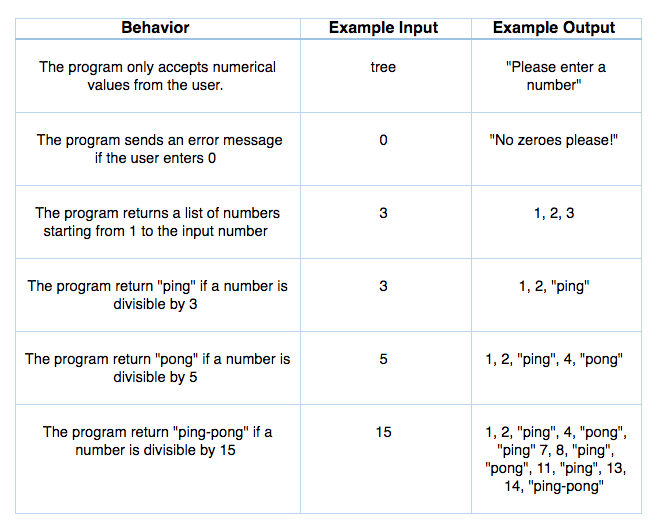 Behavior Example Input Example Output
The program only accepts numerical
values from the user.
tree
"Please enter a
number"
The program sends an error message
if the user enters 0
0
"No zeroes please!"
The program returns a list of numbers
starting from 1 to the input number
3
1, 2, 3
The program return "ping" if a number is
divisible by 3
3
1, 2, "ping"
The program return "pong" if a number is
divisible by 5
5
1, 2, "ping", 4, "pong"
The program return "ping-pong" if a
number is divisible by 15
15
1, 2, "ping", 4, "pong",
"ping" 7, 8, "ping",
"pong", 11, "ping", 13,
14, "ping-pong"